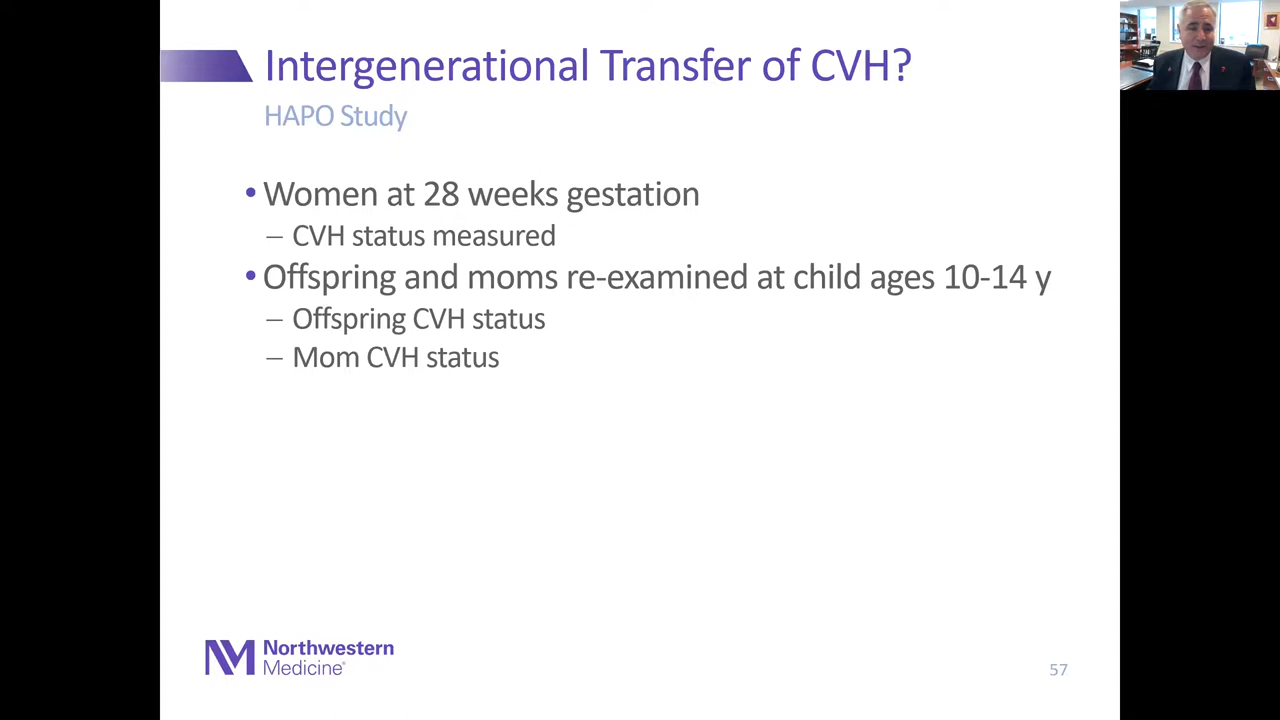 Intergenerational Transfer of CVH?
HAPO Study
• Women at 28 weeks gestation
– CVH status measured
• Offspring and moms re-examined at child ages 10-14 y
– Offspring CVH status
– Mom CVH status
Northwestern
Medicine®
57